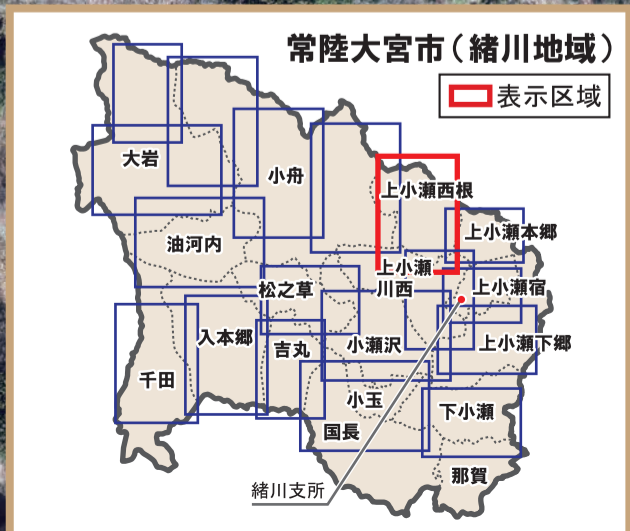 常陸大宮市（緒川地域）
表示区域
大岩
小舟
上小瀬西根
上小瀬本郷
油河内
上小瀬
川西
上小瀬宿
松之草
入本郷
吉丸
小瀬沢
上小瀬下郷
千田
小玉
下小瀬
国長
那賀
緒川支所